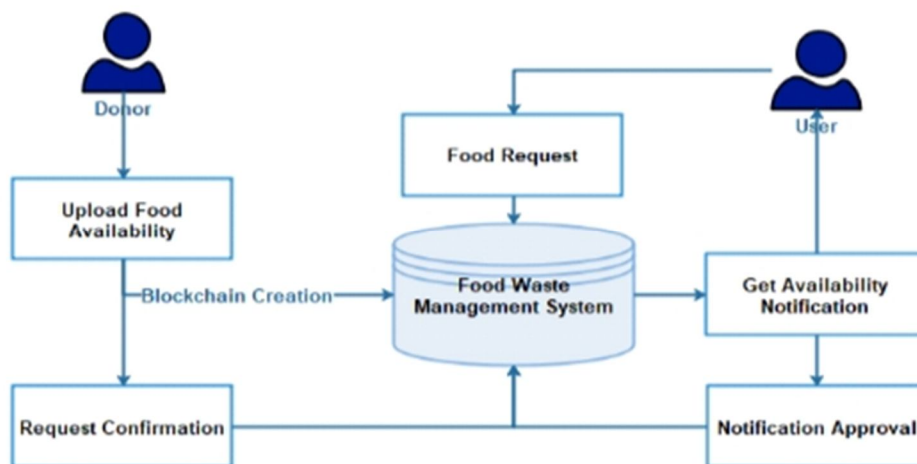 Donor
User
Food Request
Upload Food
Availability
Blockchain Creation
Food Waste
Management System
Get Availability
Notification
Request Confirmation
Notification Approval